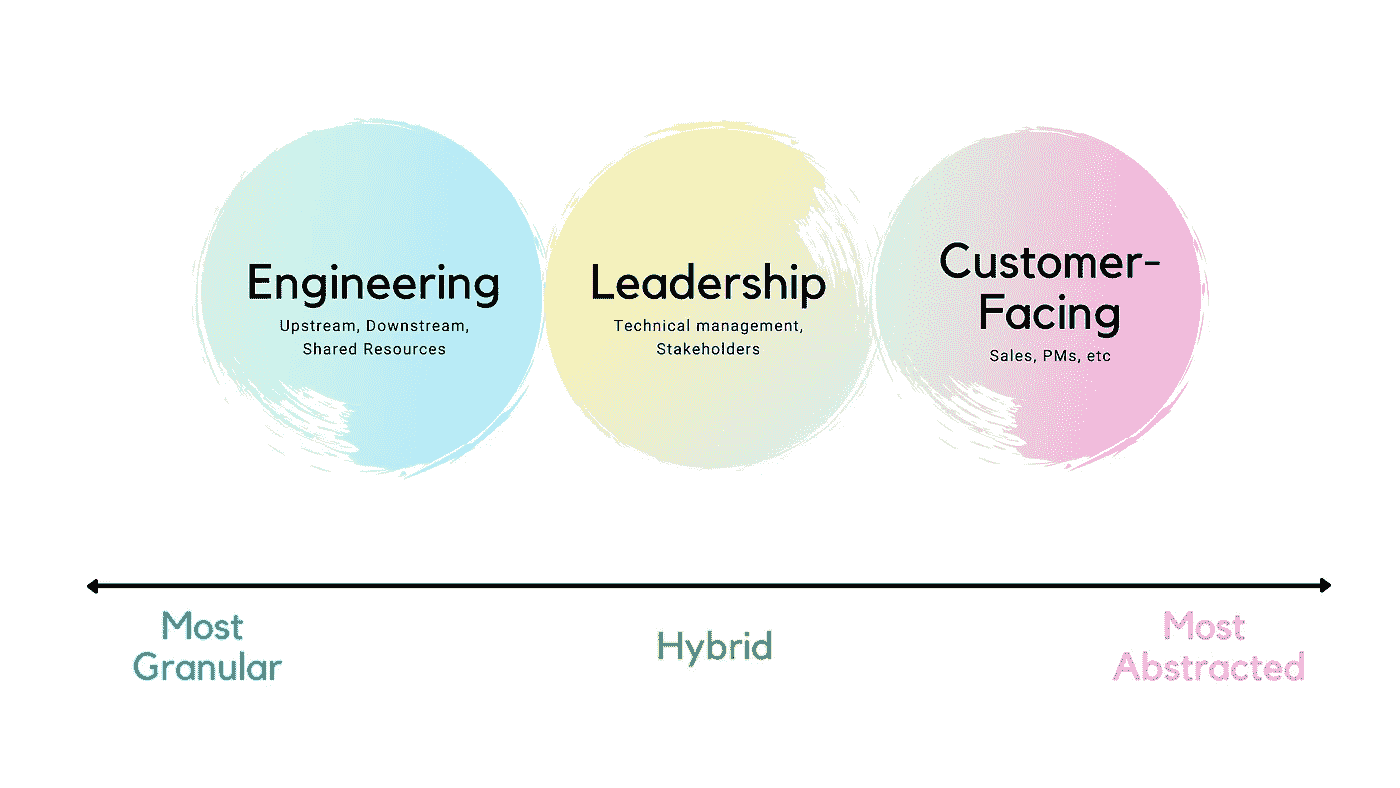 Engineering
Upstream, Downstream,
Shared Resources
Leadership
Technical management,
Stakeholders
Customer-
Facing
Sales, PMs, etc
Most
Granular
Hybrid
Most
Abstracted